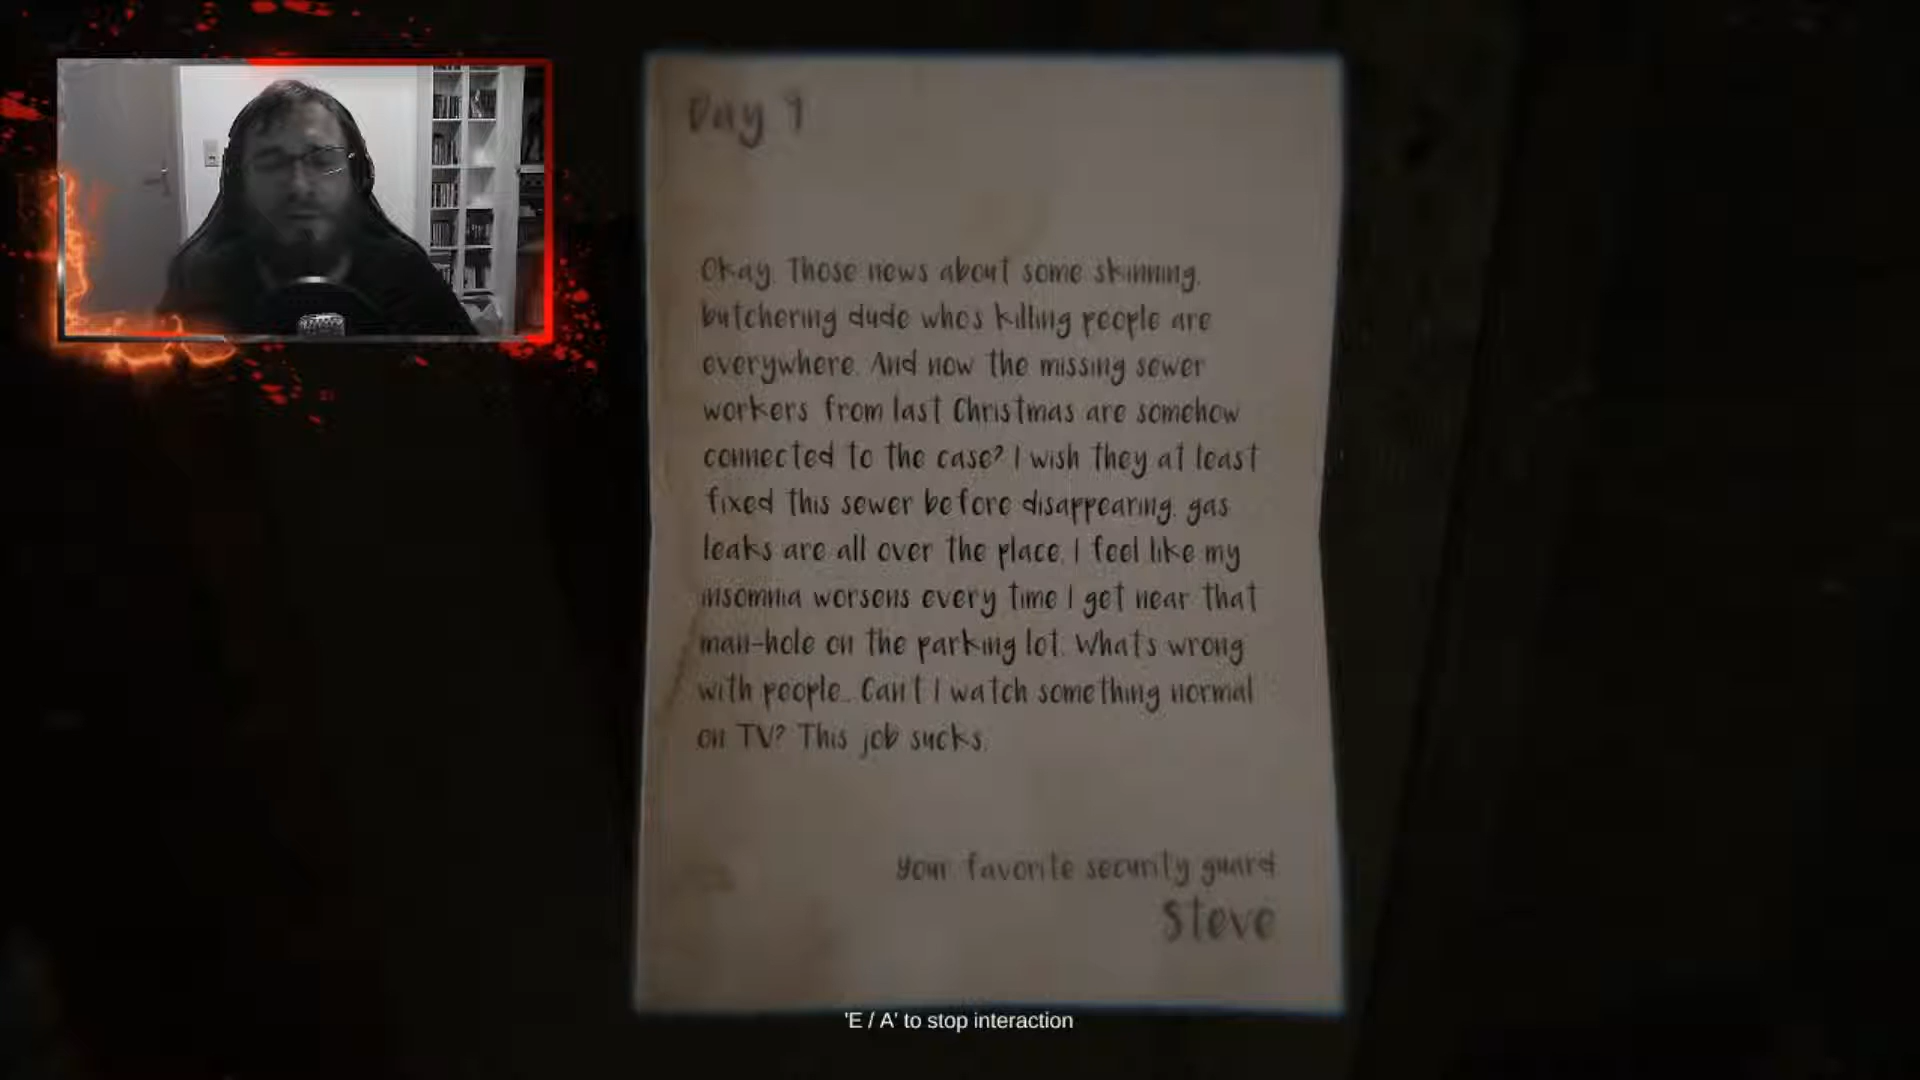 Day 9
Okay. Those news about some skinning,
butchering dude who's killing people are
everywhere. And now the missing sewer
workers from last Christmas are somehow
connected to the case? I wish they at least
fixed this sewer before disappearing. gas
leaks are all over the place. I feel like my
insomnia worsens every time I get near that
man-hole on the parking lot. What's wrong
with people.. Can't I watch something normal
on TV? This job sucks.
your favorite security guard
Steve
'E / A' to stop interaction